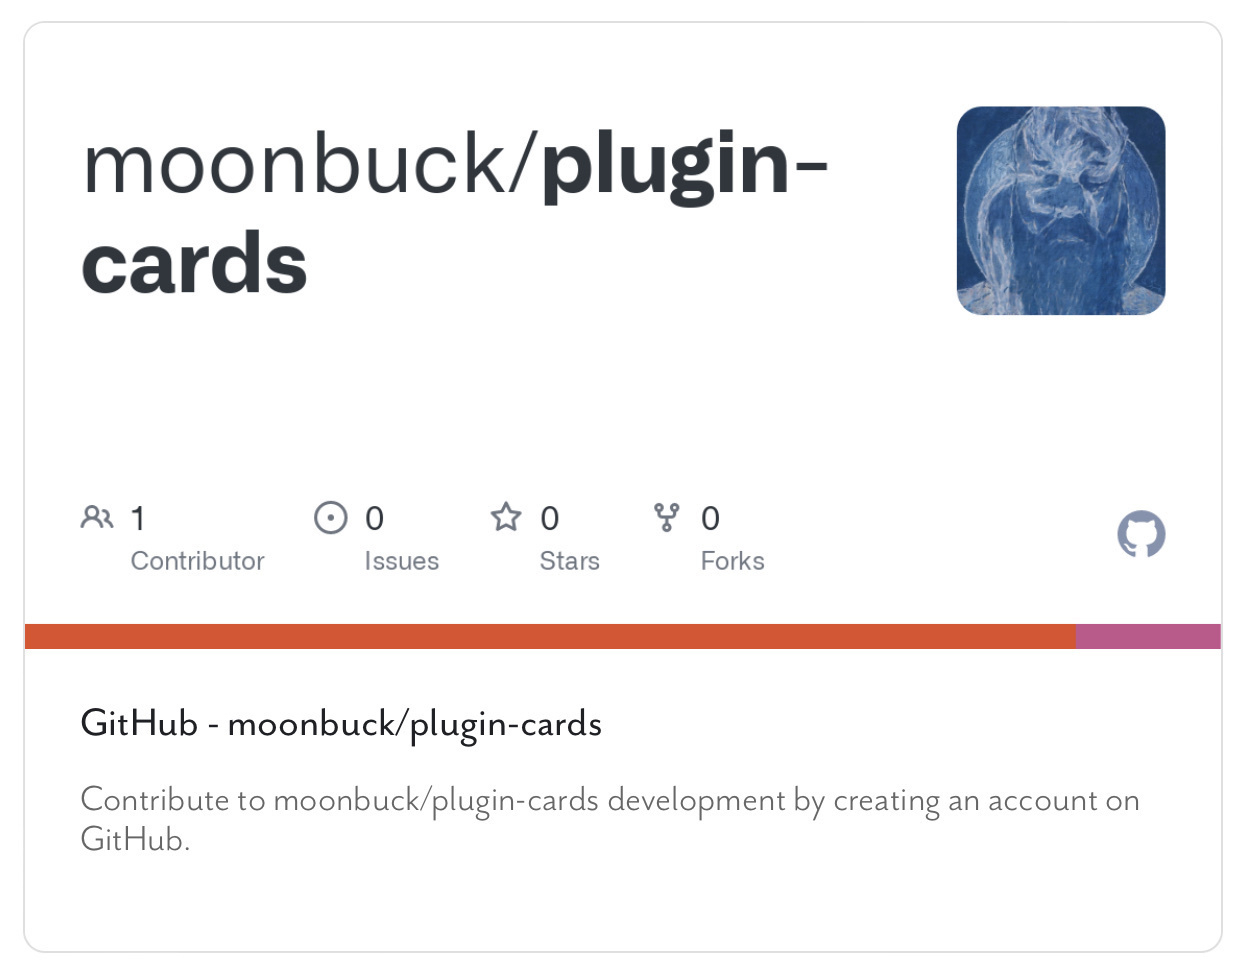 moonbuck/plugin-
cards
1 0 0 0
Contributor Issues Stars Forks
GitHub - moonbuck/plugin-cards
Contribute to moonbuck/plugin-cards development by creating an account on
GitHub.